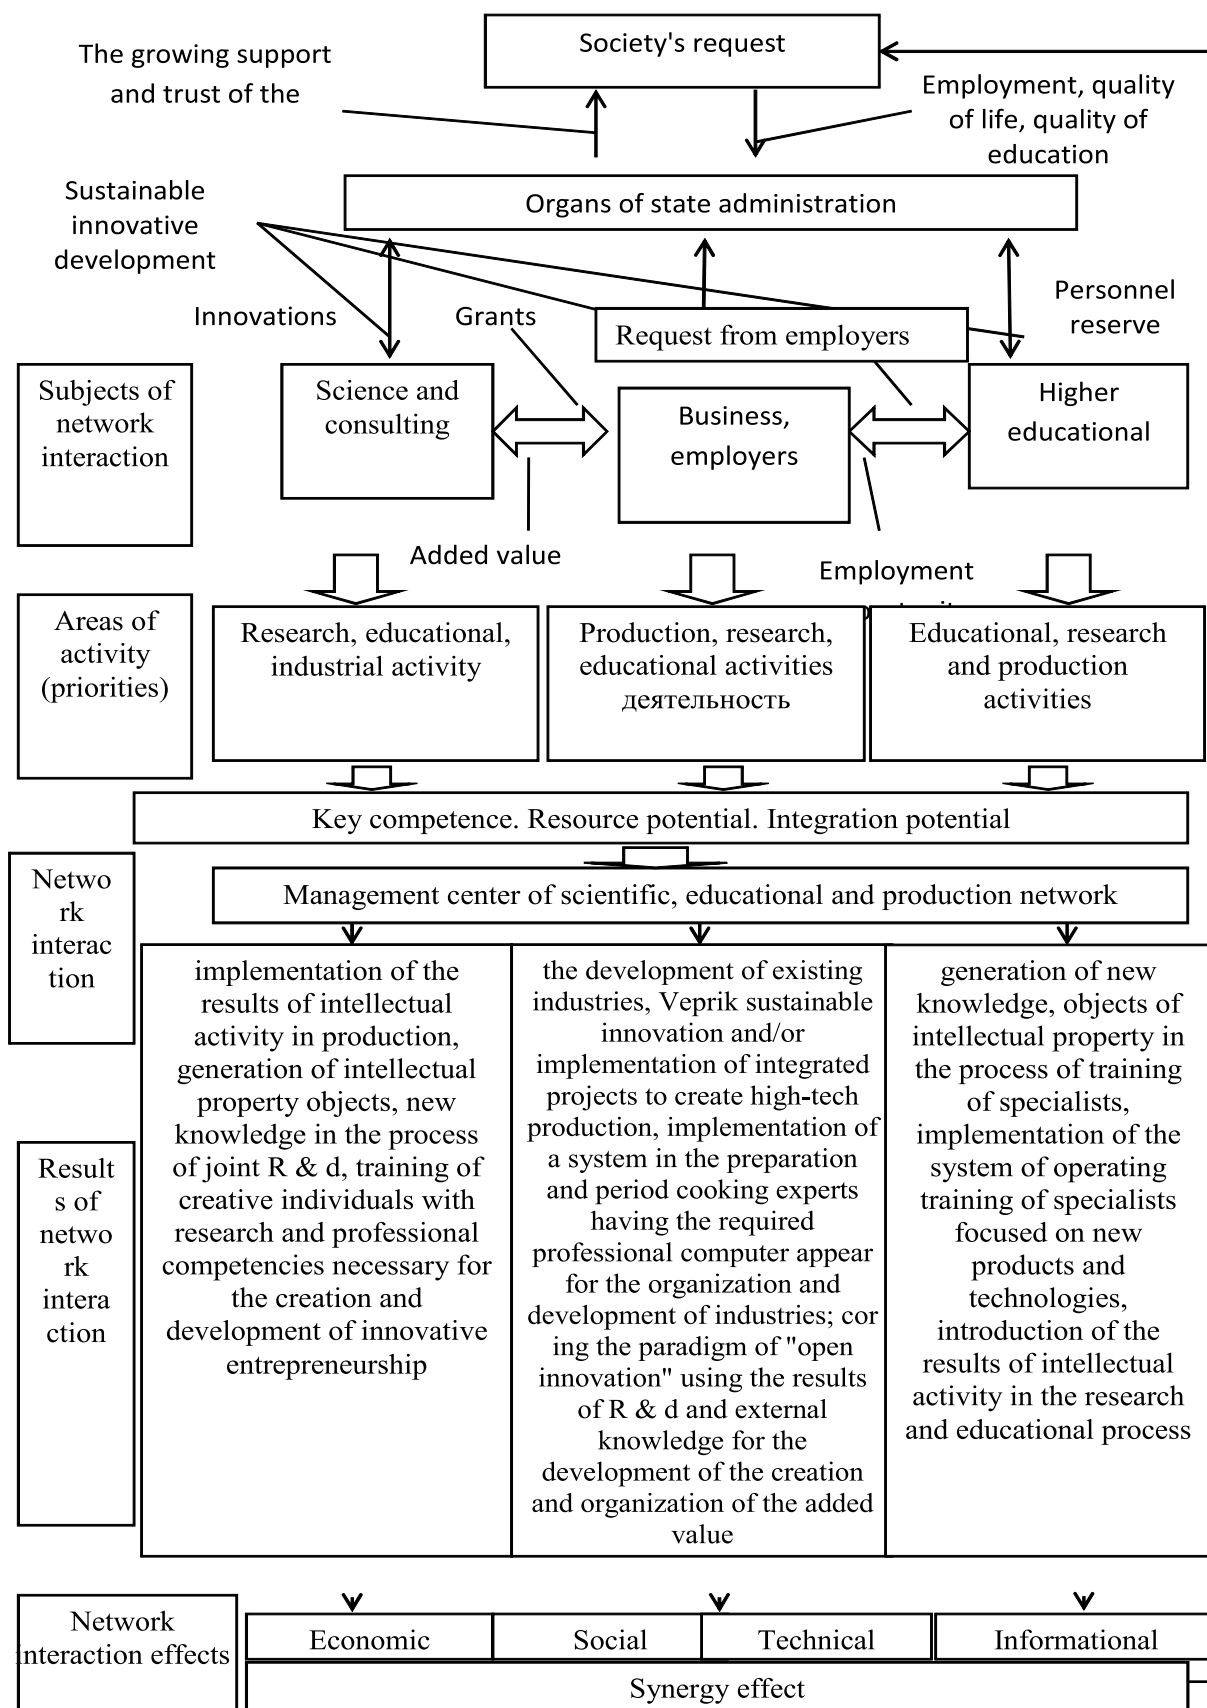 Society's request
The growing support
and trust of the
Employment, quality
of life, quality of
education
Sustainable
innovative
development
Organs of state administration
Innovations
Grants
Request from employers
Personnel
reserve
Subjects of
network
interaction
Science and
consulting
Business,
employers
Higher
educational
Added value
Employment
Areas of
activity
(priorities)
Research, educational,
industrial activity
Production, research,
educational activities
деятельность
Educational, research
and production
activities
Key competence. Resource potential. Integration potential
Netwo
rk
interac
tion
Management center of scientific, educational and production network
implementation of the
results of intellectual
activity in production,
generation of intellectual
property objects, new
knowledge in the process
of joint R & d, training of
creative individuals with
research and professional
competencies necessary for
the creation and
development of innovative
entrepreneurship
the development of existing
industries, Veprik sustainable
innovation and/or
implementation of integrated
projects to create high-tech
production, implementation of
a system in the preparation
and period cooking experts
having the required
professional computer appear
for the organization and
development of industries; cor
ing the paradigm of "open
innovation" using the results
of R & d and external
knowledge for the
development of the creation
and organization of the added
value
generation of new
knowledge, objects of
intellectual property in
the process of training
of specialists,
implementation of the
system of operating
training of specialists
focused on new
products and
technologies,
introduction of the
results of intellectual
activity in the research
and educational process
Result
s of
netwo
rk
intera
ction
Network
interaction effects
Economic
Social
Technical
Informational
Synergy effect